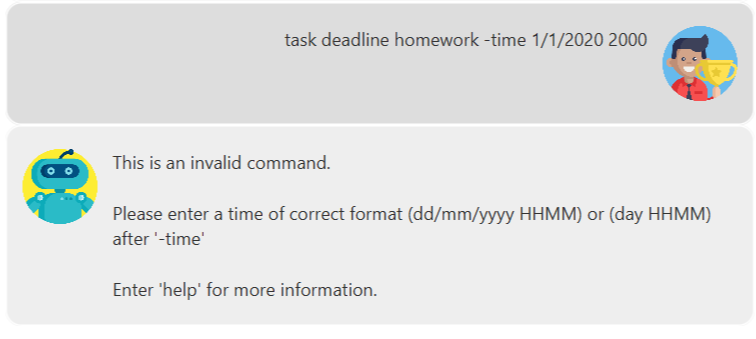 task deadline homework -time 1/1/2020 2000
This is an invalid command.
Please enter a time of correct format (dd/mm/yyyy HHMM) or (day HHMM)
after '-time'
Enter 'help' for more information.